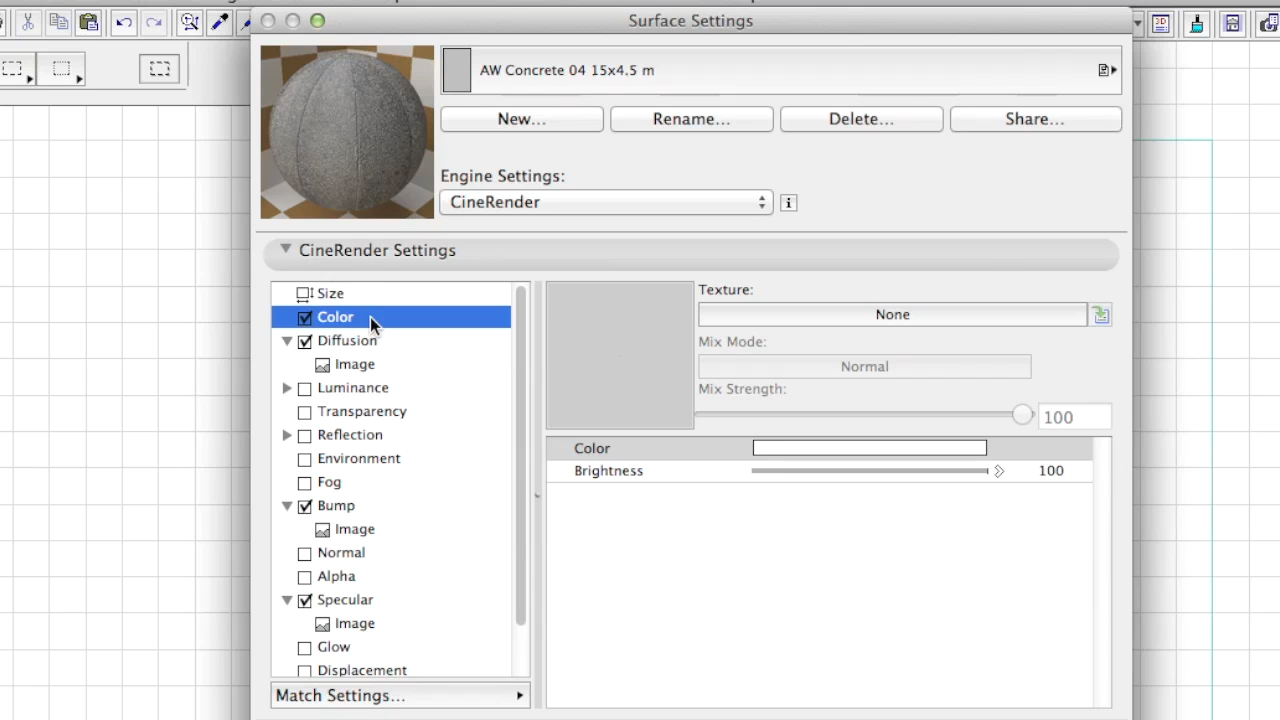 Surface Settings
3D
AW Concrete 04 15x4.5 m
New...
Rename...
Delete...
Share...
Engine Settings:
CineRender
i
CineRender Settings
Size
Color
Diffusion
Image
Luminance
Transparency
Reflection
Environment
Fog
Bump
Image
Normal
Alpha
Specular
Image
Glow
Displacement
Match Settings...
Texture:
None
Mix Mode:
Normal
Mix Strength:
100
Color
Brightness
100